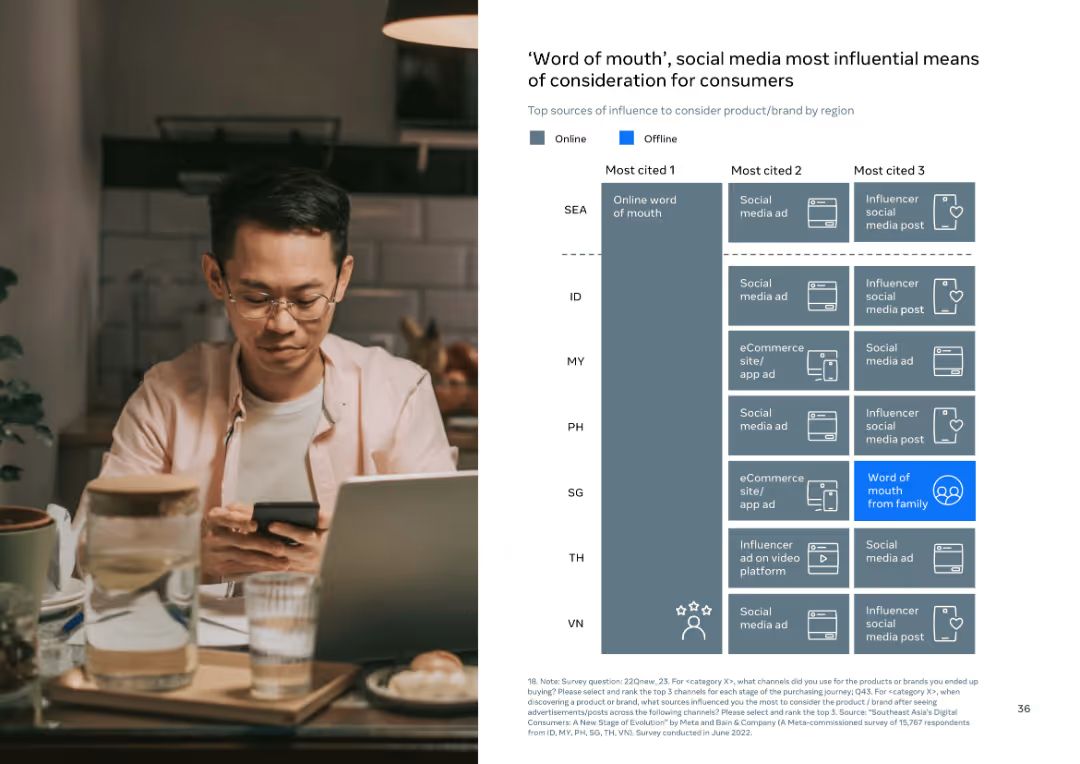 ‘Word of mouth’, social media most influential means
of consideration for consumers
Top sources of influence to consider product/brand by region
Online
Offline
Most cited 1
Most cited 2
Most cited 3
SEA
Online word
of mouth
Social
media ad
Influencer
social
media post
ID
Social
media ad
Influencer
social
media post
MY
eCommerce
site/
app ad
Social
media ad
PH
Social
media ad
Influencer
social
media post
SG
eCommerce
site/
app ad
Word of
mouth
from family
TH
Influencer
ad on video
platform
Social
media ad
VN
Social
media ad
Influencer
social
media post
18. Note: Survey question: 22Qnew_23. For <category X>, what channels did you use for the products or brands you ended up
buying? Please select and rank the top 3 channels for each stage of the purchasing journey; Q43. For <category X>, when
discovering a product or brand, what sources influenced you the most to consider the product / brand after seeing
advertisements/posts across the following channels? Please select and rank the top 3. Source: “Southeast Asia’s Digital
Consumers: A New Stage of Evolution” by Meta and Bain & Company (A Meta-commissioned survey of 15,767 respondents
from ID, MY, PH, SG, TH, VN). Survey conducted in June 2022.
36